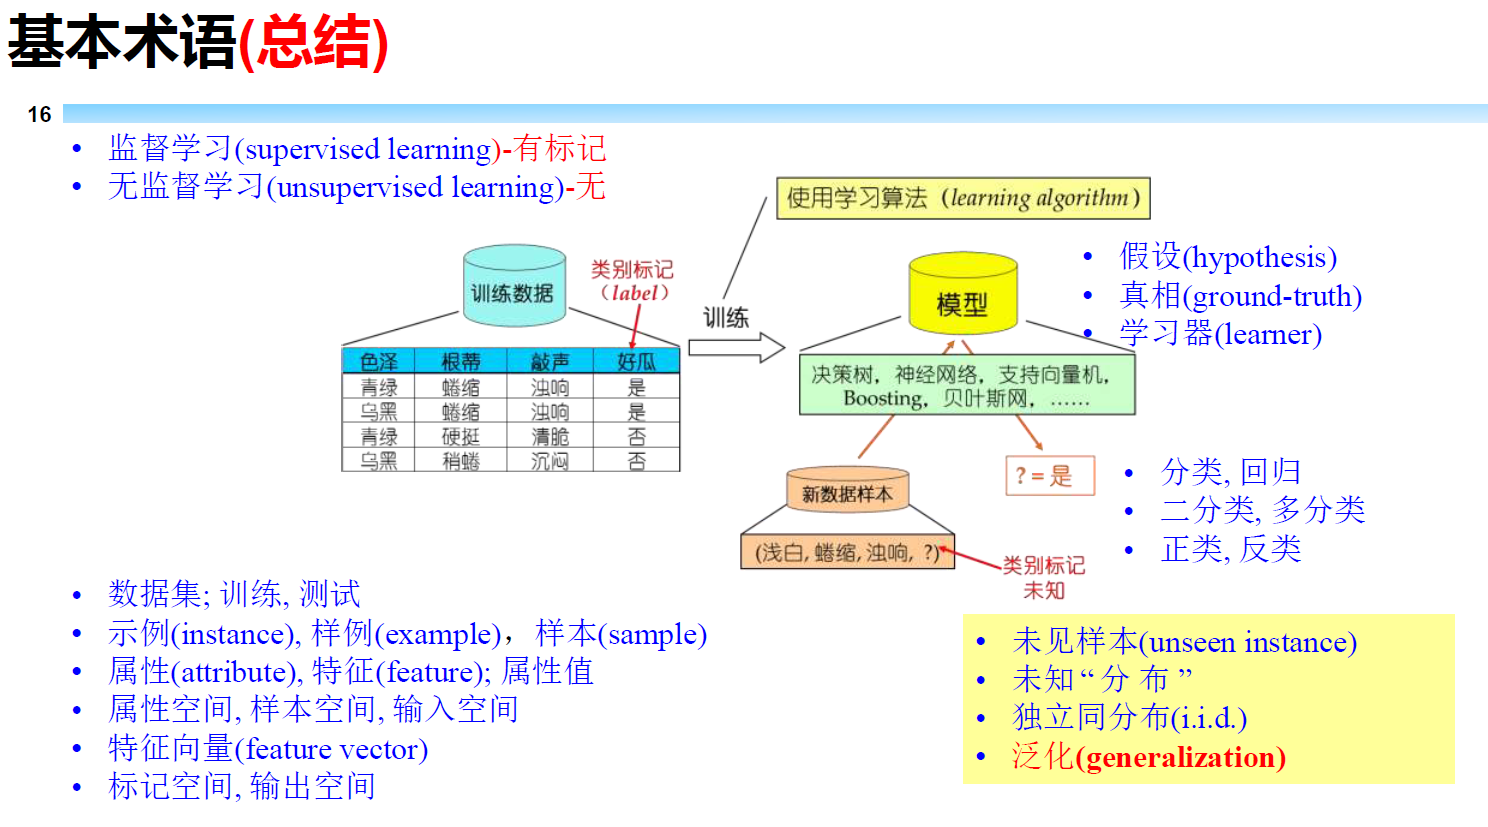 基本术语(总结)
16
• 监督学习(supervised learning)-有标记
• 无监督学习(unsupervised learning)-无
使用学习算法（learning algorithm）
训练数据
类别标记
（label）
训练
模型
• 假设(hypothesis)
• 真相(ground-truth)
• 学习器(learner)
色泽 根蒂 敲声 好瓜
青绿 蜷缩 浊响 是
乌黑 蜷缩 浊响 是
青绿 硬挺 清脆 否
乌黑 稍蜷 沉闷 否
决策树，神经网络，支持向量机，
Boosting，贝叶斯网，……
新数据样本
? = 是
(浅白, 蜷缩, 浊响, ?)
类别标记
未知
• 分类, 回归
• 二分类, 多分类
• 正类, 反类
• 数据集; 训练, 测试
• 示例(instance), 样例(example)，样本(sample)
• 属性(attribute), 特征(feature); 属性值
• 属性空间, 样本空间, 输入空间
• 特征向量(feature vector)
• 标记空间, 输出空间
• 未见样本(unseen instance)
• 未知“分布”
• 独立同分布(i.i.d.)
• 泛化(generalization)